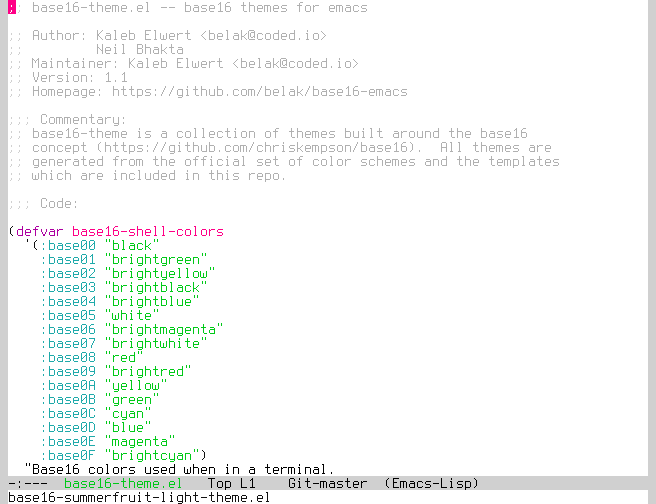 ;; base16-theme.el -- base16 themes for emacs
;; Author: Kaleb Elwert <belak@coded.io>
;;         Neil Bhakta
;; Maintainer: Kaleb Elwert <belak@coded.io>
;; Version: 1.1
;; Homepage: https://github.com/belak/base16-emacs
;;; Commentary:
;; base16-theme is a collection of themes built around the base16
;; concept (https://github.com/chriskempson/base16).  All themes are
;; generated from the official set of color schemes and the templates
;; which are included in this repo.
;;; Code:
(defvar base16-shell-colors
  '(:base00 "black"
    :base01 "brightgreen"
    :base02 "brightyellow"
    :base03 "brightblack"
    :base04 "brightblue"
    :base05 "white"
    :base06 "brightmagenta"
    :base07 "brightwhite"
    :base08 "red"
    :base09 "brightred"
    :base0A "yellow"
    :base0B "green"
    :base0C "cyan"
    :base0D "blue"
    :base0E "magenta"
    :base0F "brightcyan")
  "Base16 colors used when in a terminal.
-:---  base16-theme.el   Top L1    Git-master  (Emacs-Lisp)
base16-summerfruit-light-theme.el